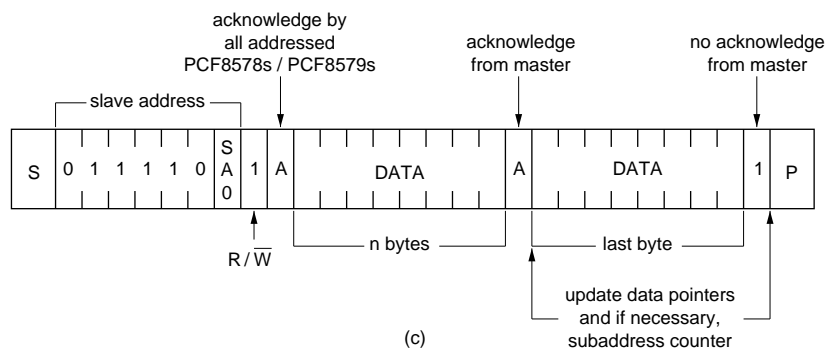 acknowledge by
all addressed
PCF8578s / PCF8579s
acknowledge
from master
no acknowledge
from master
slave address
S 0 1 1 1 1 0 SA0 1 A DATA A DATA 1 P
R / W̅
n bytes
last byte
update data pointers
and if necessary,
subaddress counter
(c)